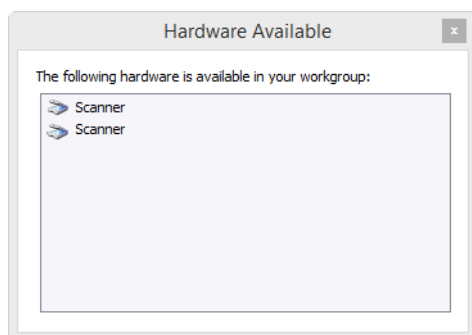 Hardware Available
x
The following hardware is available in your workgroup:
Scanner
Scanner